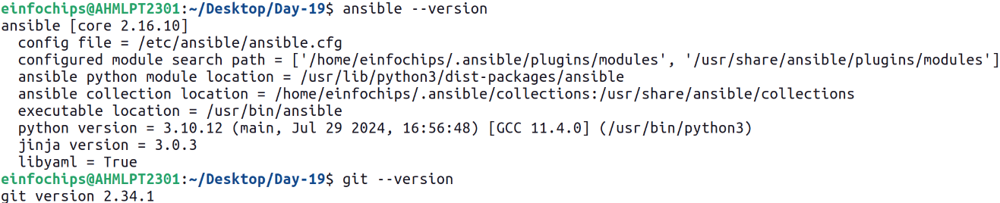 einfochips@AHMLPT2301:~/Desktop/Day-19$ ansible --version
ansible [core 2.16.10]
  config file = /etc/ansible/ansible.cfg
  configured module search path = ['/home/einfochips/.ansible/plugins/modules', '/usr/share/ansible/plugins/modules']
  ansible python module location = /usr/lib/python3/dist-packages/ansible
  ansible collection location = /home/einfochips/.ansible/collections:/usr/share/ansible/collections
  executable location = /usr/bin/ansible
  python version = 3.10.12 (main, Jul 29 2024, 16:56:48) [GCC 11.4.0] (/usr/bin/python3)
  jinja version = 3.0.3
  libyaml = True
einfochips@AHMLPT2301:~/Desktop/Day-19$ git --version
git version 2.34.1